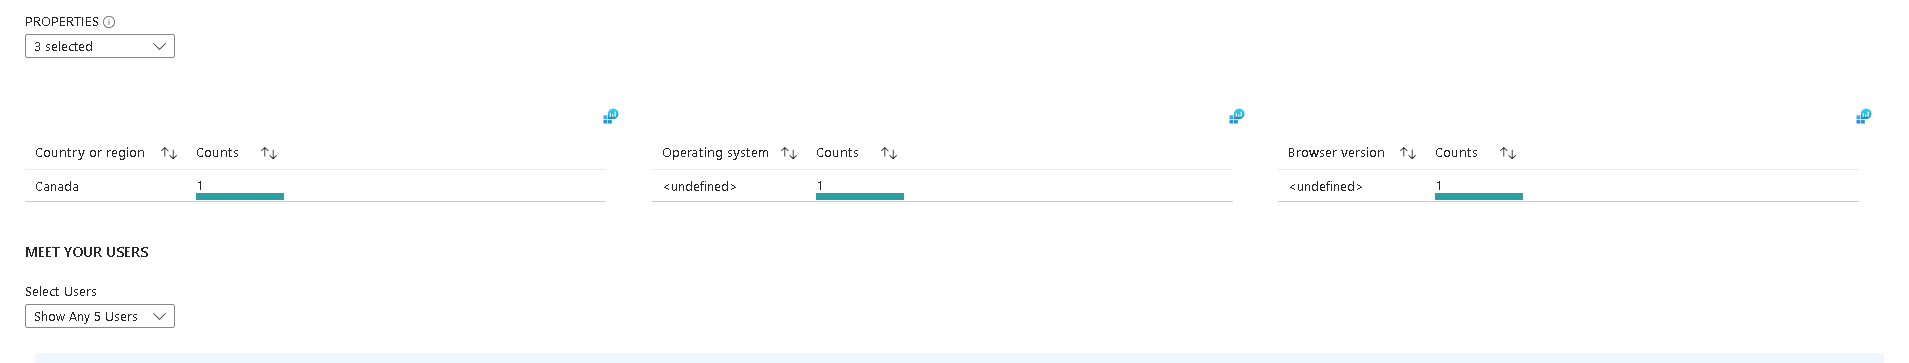 PROPERTIES
3 selected
Country or region Counts
Operating system Counts
Browser version Counts
Canada 1
<undefined> 1
<undefined> 1
MEET YOUR USERS
Select Users
Show Any 5 Users